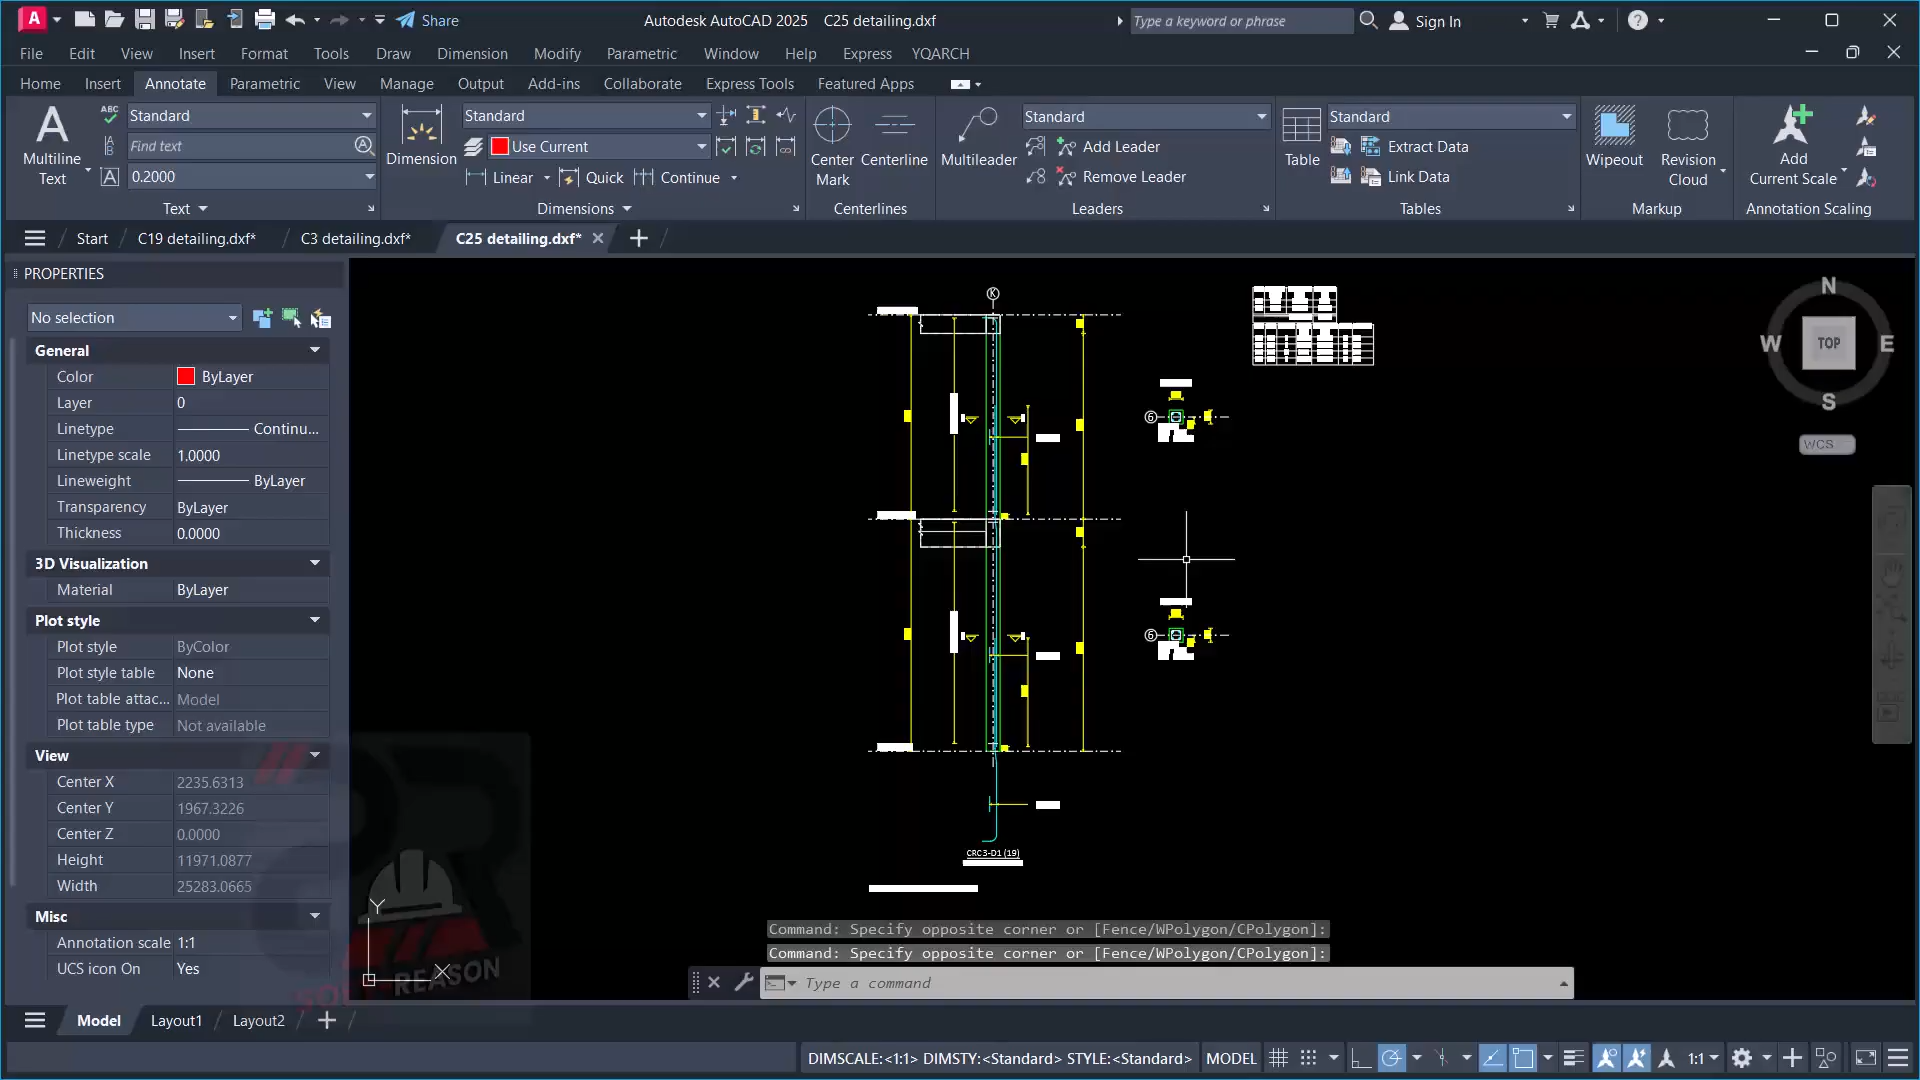 A
Share
Autodesk AutoCAD 2025 C25 detailing.dxf
Type a keyword or phrase
Sign In
File Edit View Insert Format Tools Draw Dimension Modify Parametric Window Help Express YQARCH
Home Insert Annotate Parametric View Manage Output Add-ins Collaborate Express Tools Featured Apps
Multiline Text
ABC
Standard
Find text
0.2000
Text
Dimension
Standard
Use Current
Linear Quick Continue
Dimensions
Center Mark
Centerline
Centerlines
Multileader
Standard
Add Leader
Remove Leader
Leaders
Table
Standard
Extract Data
Link Data
Tables
Wipeout
Revision Cloud
Markup
Add Current Scale
Annotation Scaling
Start C19 detailing.dxf* C3 detailing.dxf* C25 detailing.dxf*
PROPERTIES
No selection
General
Color ByLayer
Layer 0
Linetype Continu...
Linetype scale 1.0000
Lineweight ByLayer
Transparency ByLayer
Thickness 0.0000
3D Visualization
Material ByLayer
Plot style
Plot style ByColor
Plot style table None
Plot table attac... Model
Plot table type Not available
View
Center X 2235.6313
Center Y 1967.3226
Center Z 0.0000
Height 11971.0877
Width 25283.0665
Misc
Annotation scale 1:1
UCS icon On Yes
K
6
6
CRC3-D1 (19)
N
W TOP E
S
WCS
Y
X
REASON
Command: Specify opposite corner or [Fence/WPolygon/CPolygon]:
Command: Specify opposite corner or [Fence/WPolygon/CPolygon]:
Type a command
Model Layout1 Layout2
DIMSCALE:<1:1> DIMSTY:<Standard> STYLE:<Standard> MODEL 1:1